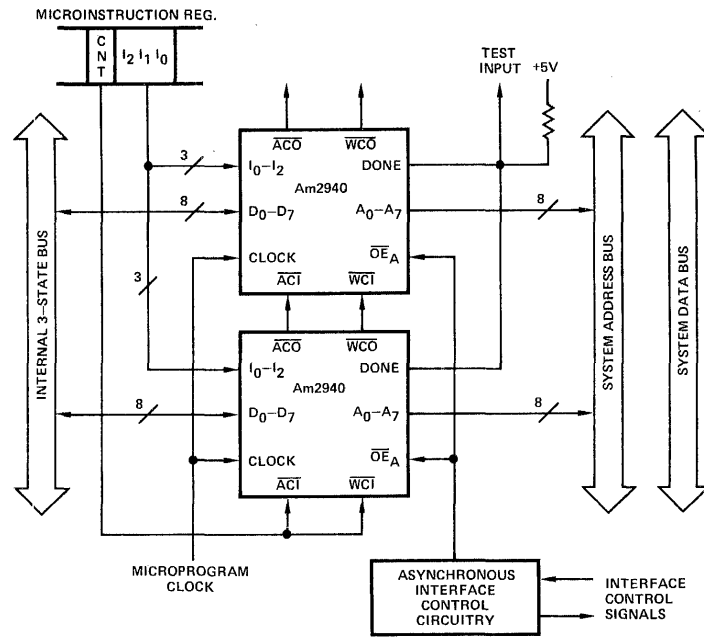 MICROINSTRUCTION REG.
CNT
I2 I1 I0
TEST INPUT
+5V
ACO
WCO
3
I0–I2
DONE
Am2940
8
D0–D7
A0–A7
8
CLOCK
OEA
ACI
WCI
3
ACO
WCO
I0–I2
DONE
Am2940
8
D0–D7
A0–A7
8
OEA
CLOCK
ACI
WCI
INTERNAL 3–STATE BUS
SYSTEM ADDRESS BUS
SYSTEM DATA BUS
MICROPROGRAM
CLOCK
ASYNCHRONOUS
INTERFACE
CONTROL
CIRCUITRY
INTERFACE
CONTROL
SIGNALS